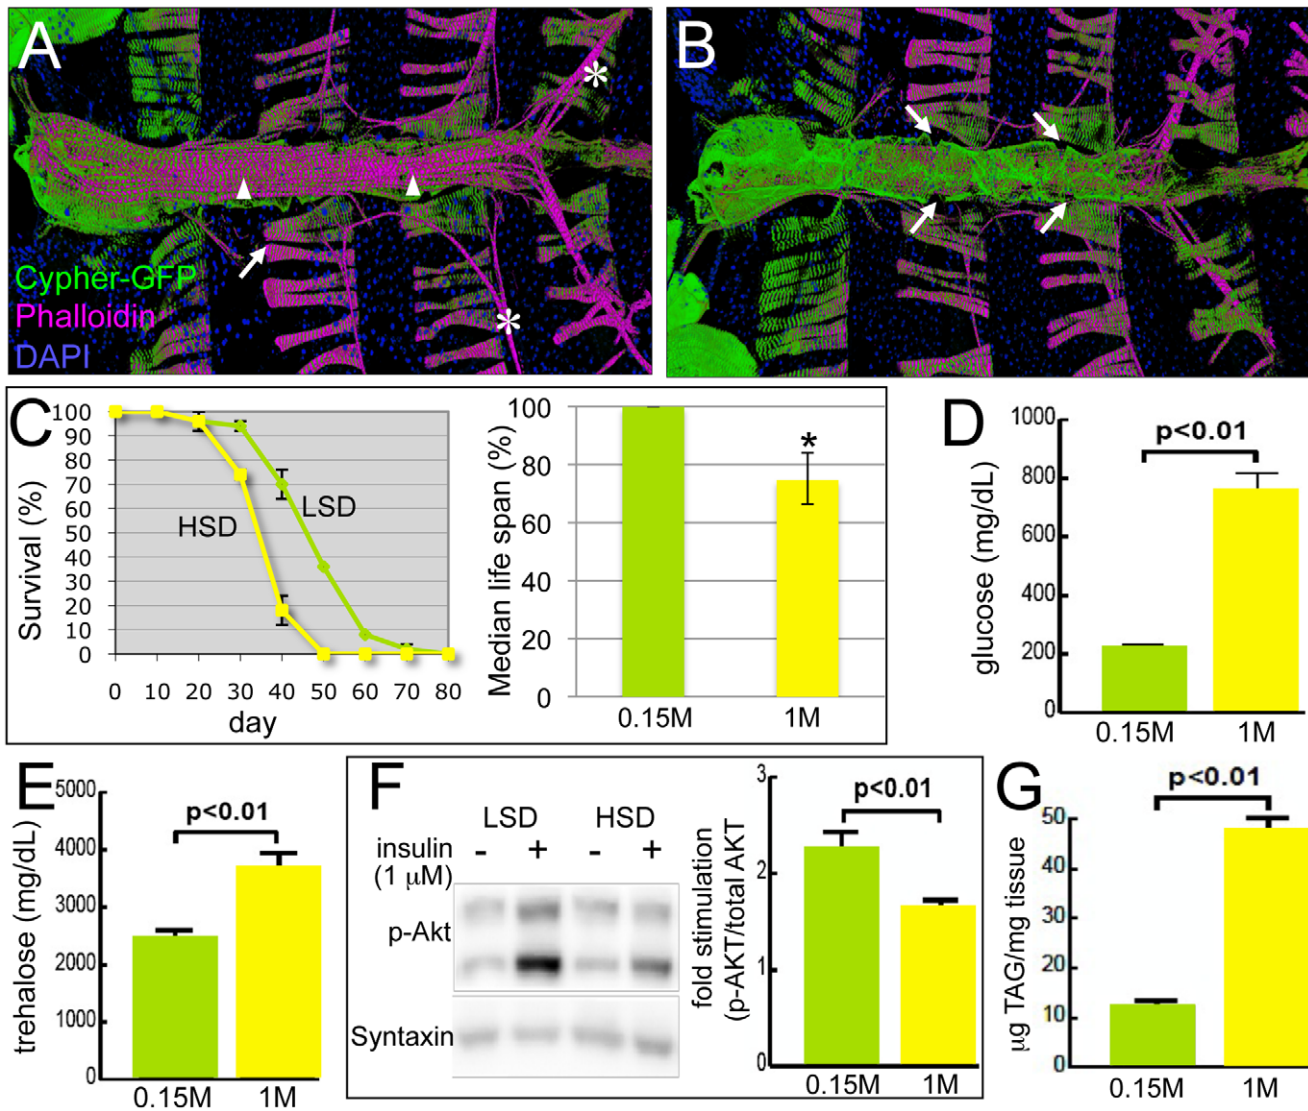 A
Cypher-GFP
Phalloidin
DAPI
*
*
B
C
Survival (%)
100
90
80
70
60
50
40
30
20
10
0
HSD
LSD
0 10 20 30 40 50 60 70 80
day
Median life span (%)
100
80
60
40
20
0
*
0.15M 1M
D
glucose (mg/dL)
1000
800
600
400
200
0
p<0.01
0.15M 1M
E
trehalose (mg/dL)
5000
4000
3000
2000
1000
0
p<0.01
0.15M 1M
F
LSD HSD
insulin - + - +
(1 μM)
p-Akt
Syntaxin
fold stimulation
(p-AKT/total AKT)
3
2
1
0
p<0.01
0.15M 1M
G
μg TAG/mg tissue
50
40
30
20
10
0
p<0.01
0.15M 1M